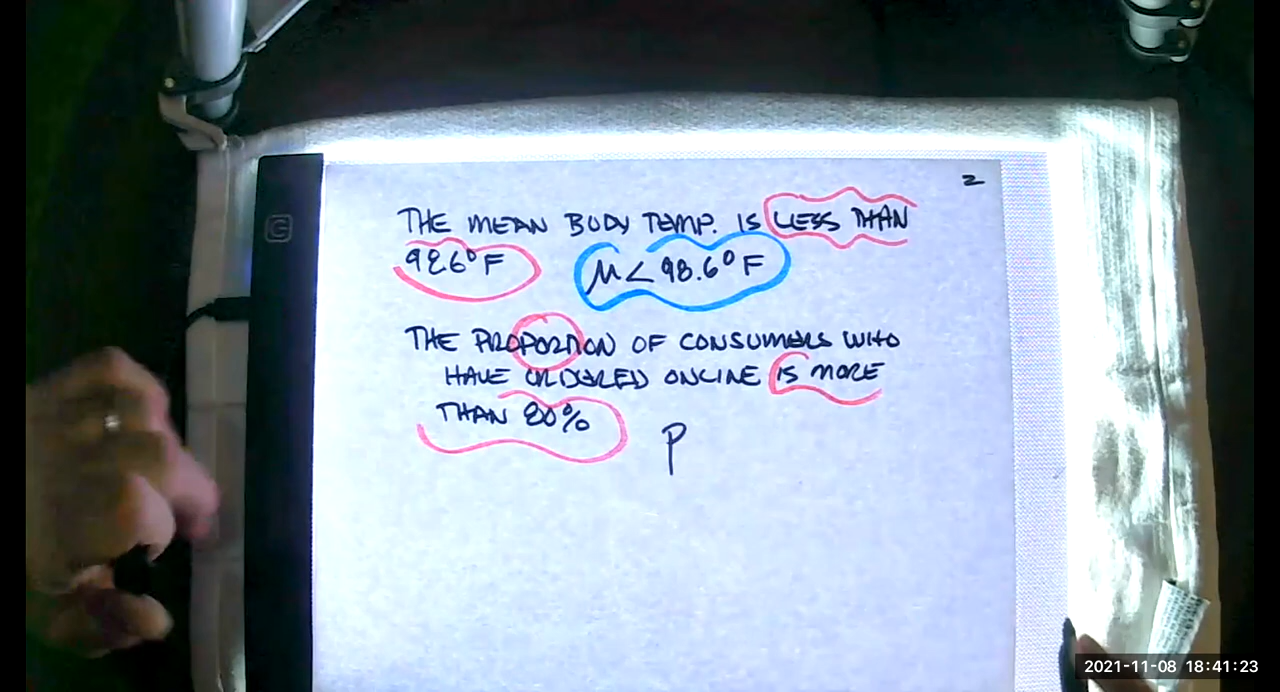 2
THE MEAN BODY TEMP. IS LESS THAN
98.6°F μ < 98.6°F
THE PROPORTION OF CONSUMERS WHO
HAVE ORDERED ONLINE IS MORE
THAN 80% P
2021-11-08 18:41:23